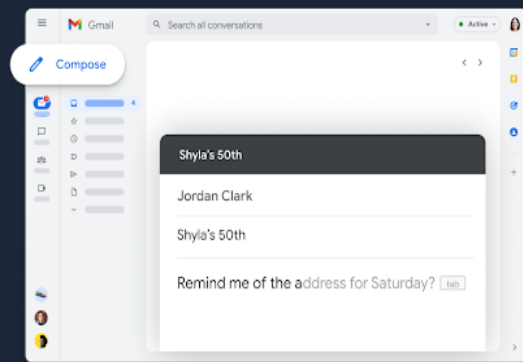 Gmail
Search all conversations
Active
Compose
4
Shyla's 50th
Jordan Clark
Shyla's 50th
Remind me of the address for Saturday? tab